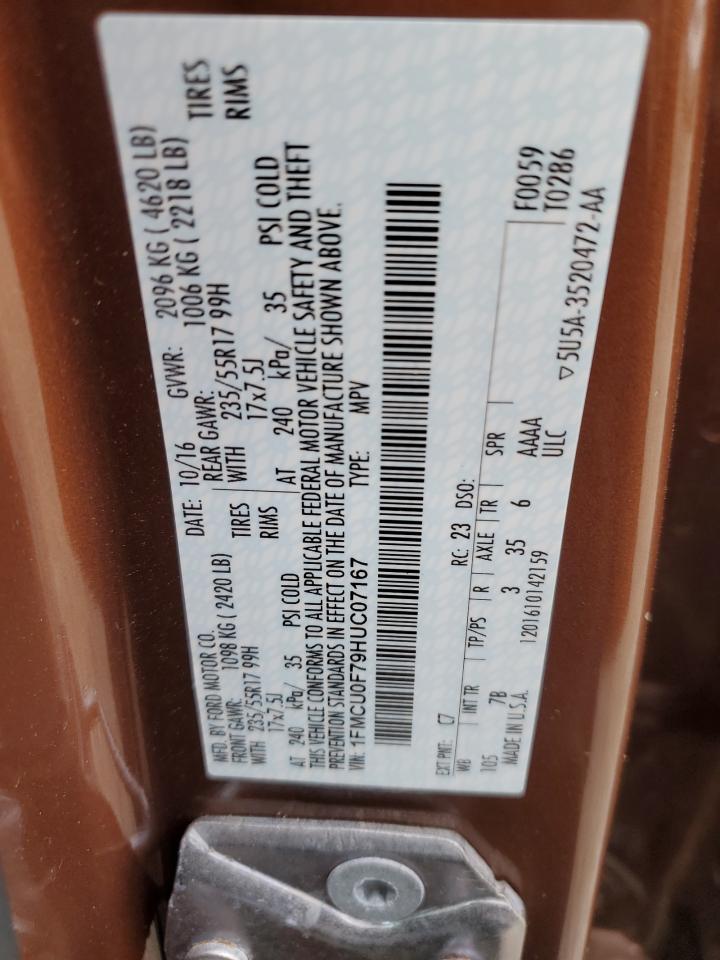 MFD. BY FORD MOTOR CO.
DATE: 10/16 GVWR: 2096 KG ( 4620 LB)
FRONT GAWR: 1098 KG ( 2420 LB) REAR GAWR: 1006 KG ( 2218 LB)
WITH 235/55R17 99H TIRES WITH 235/55R17 99H TIRES
17x7.5J RIMS 17x7.5J RIMS
AT 240 kPa/ 35 PSI COLD AT 240 kPa/ 35 PSI COLD
THIS VEHICLE CONFORMS TO ALL APPLICABLE FEDERAL MOTOR VEHICLE SAFETY AND THEFT
PREVENTION STANDARDS IN EFFECT ON THE DATE OF MANUFACTURE SHOWN ABOVE.
VIN: 1FMCU0F79HUC07167 TYPE: MPV
EXT PNT: C7 RC: 23 DSO: F0059
T0286
WB INT TR TP/PS R AXLE TR SPR
105 7B 3 35 6 AAAA
MADE IN U.S.A. 1201610142159 ULC
▽5U5A-3520472-AA